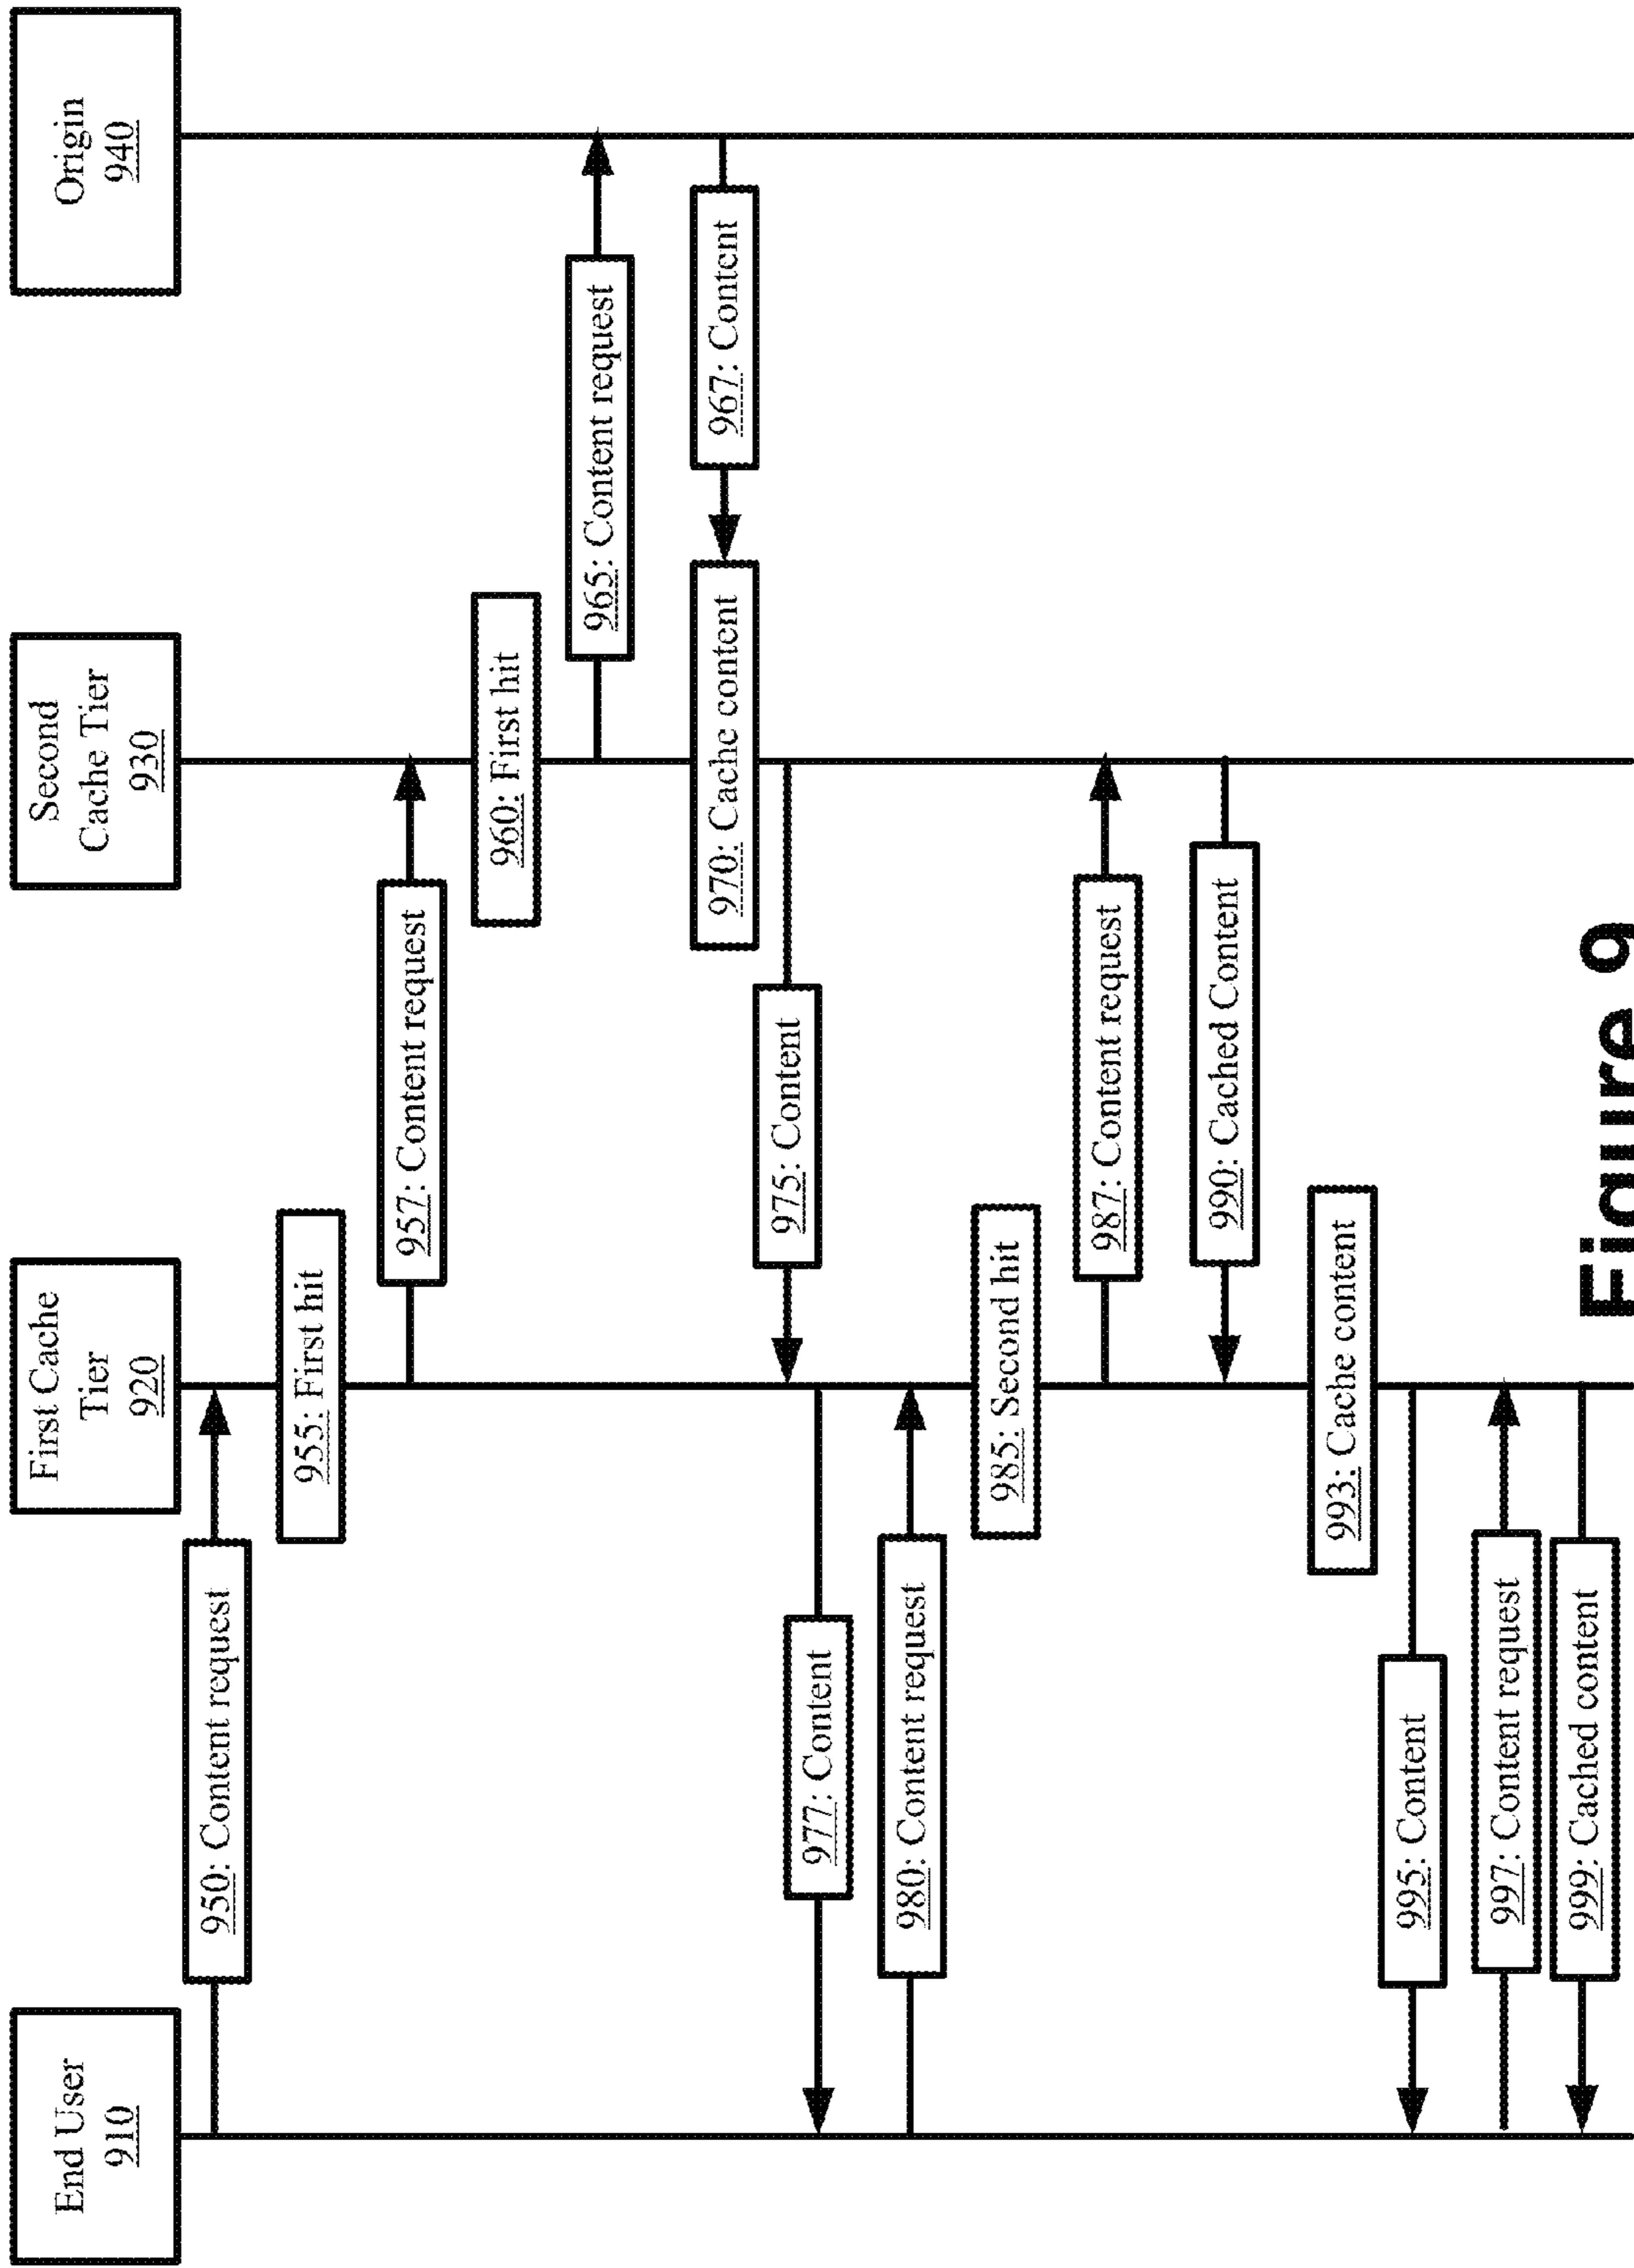 End User
910
First Cache
Tier
920
Second
Cache Tier
930
Origin
940
950: Content request
955: First hit
957: Content request
960: First hit
965: Content request
967: Content
970: Cache content
975: Content
977: Content
980: Content request
985: Second hit
987: Content request
990: Cached Content
993: Cache content
995: Content
997: Content request
999: Cached content
Figure 9